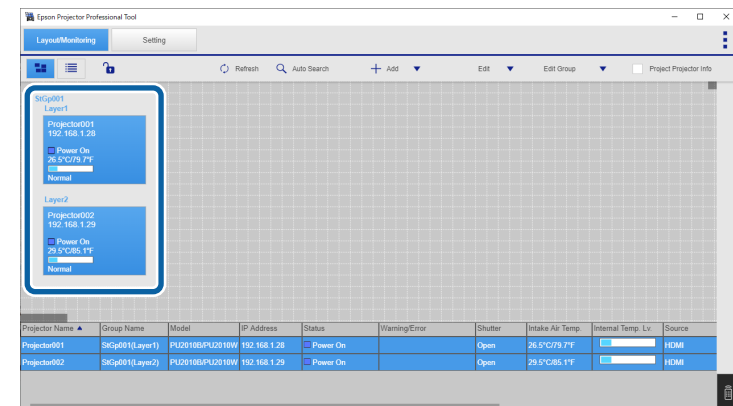 Epson Projector Professional Tool
Layout/Monitoring Setting
Refresh Auto Search Add Edit Edit Group Project Projector Info
StGp001
Layer1
Projector001
192.168.1.28
Power On
26.5°C/79.7°F
Normal
Layer2
Projector002
192.168.1.29
Power On
29.5°C/85.1°F
Normal
Projector Name Group Name Model IP Address Status Warning/Error Shutter Intake Air Temp. Internal Temp. Lv. Source
Projector001 StGp001(Layer1) PU2010B/PU2010W 192.168.1.28 Power On Open 26.5°C/79.7°F HDMI
Projector002 StGp001(Layer2) PU2010B/PU2010W 192.168.1.29 Power On Open 29.5°C/85.1°F HDMI